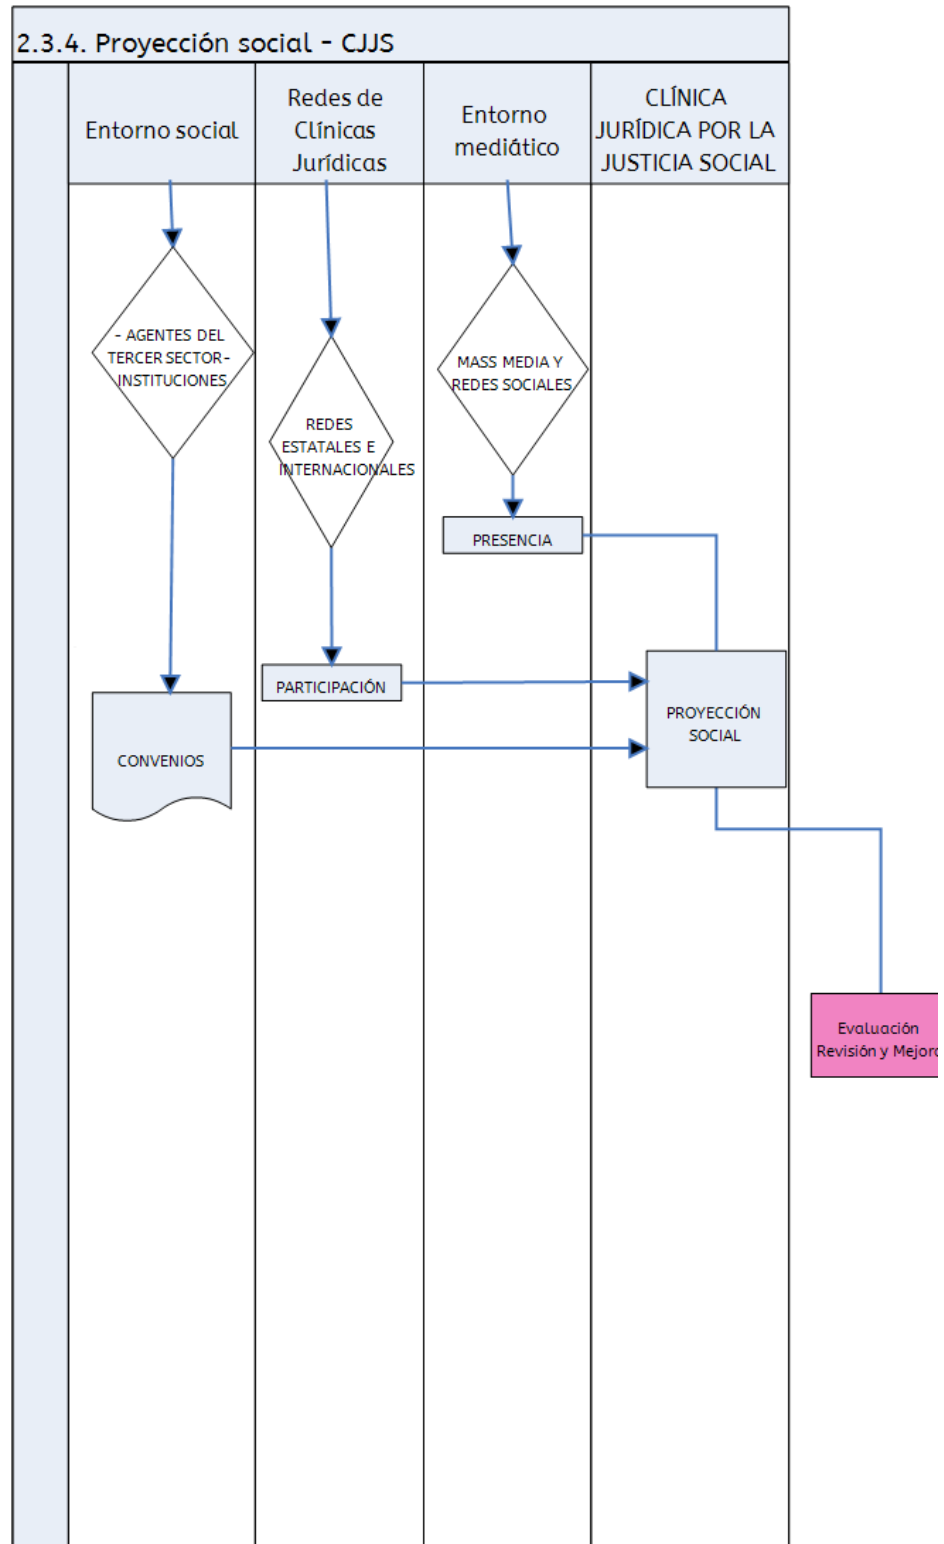 2.3.4. Proyección social - CJJS
Entorno social
Redes de
Clínicas
Jurídicas
Entorno
mediático
CLÍNICA
JURÍDICA POR LA
JUSTICIA SOCIAL
- AGENTES DEL
TERCER SECTOR-
INSTITUCIONES
MASS MEDIA Y
REDES SOCIALES
REDES
ESTATALES E
INTERNACIONALES
PRESENCIA
PARTICIPACIÓN
PROYECCIÓN
SOCIAL
CONVENIOS
Evaluación
Revisión y Mejora